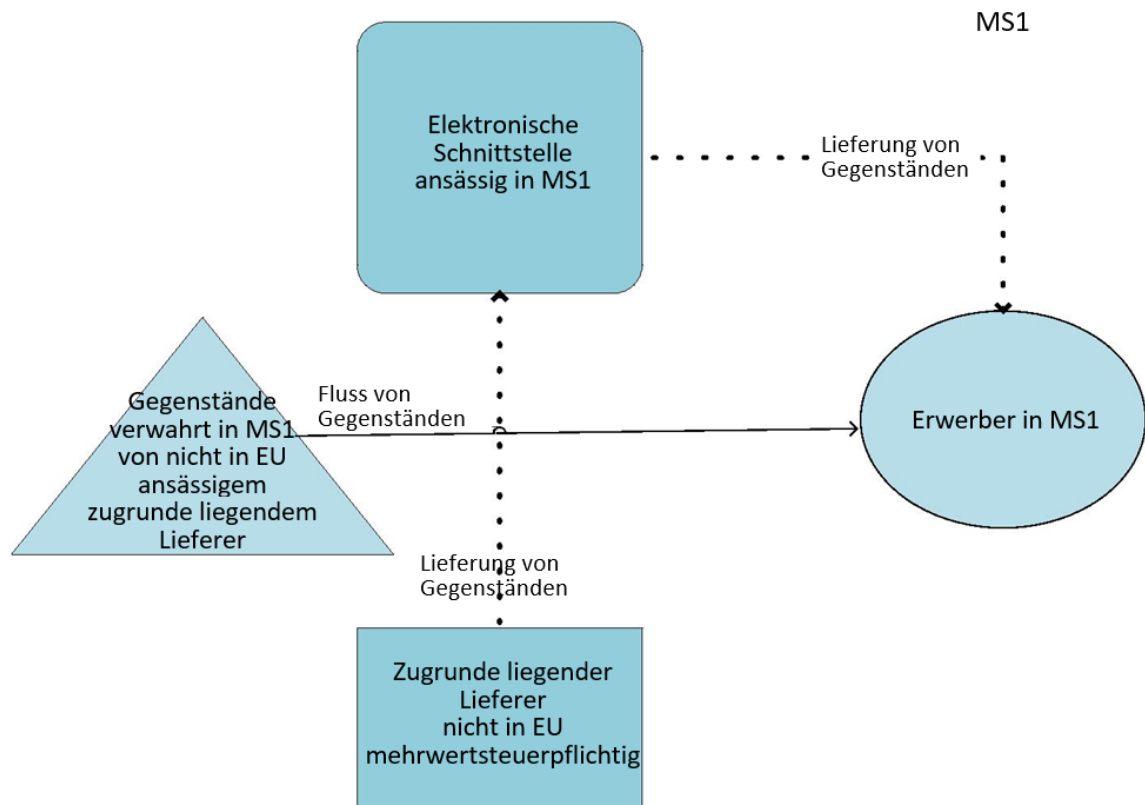 MS1
Elektronische
Schnittstelle
ansässig in MS1
Lieferung von
Gegenständen
Gegenstände
verwahrt in MS1
von nicht in EU
ansässigem
zugrunde liegendem
Lieferer
Fluss von
Gegenständen
Erwerber in MS1
Lieferung von
Gegenständen
Zugrunde liegender
Lieferer
nicht in EU
mehrwertsteuerpflichtig